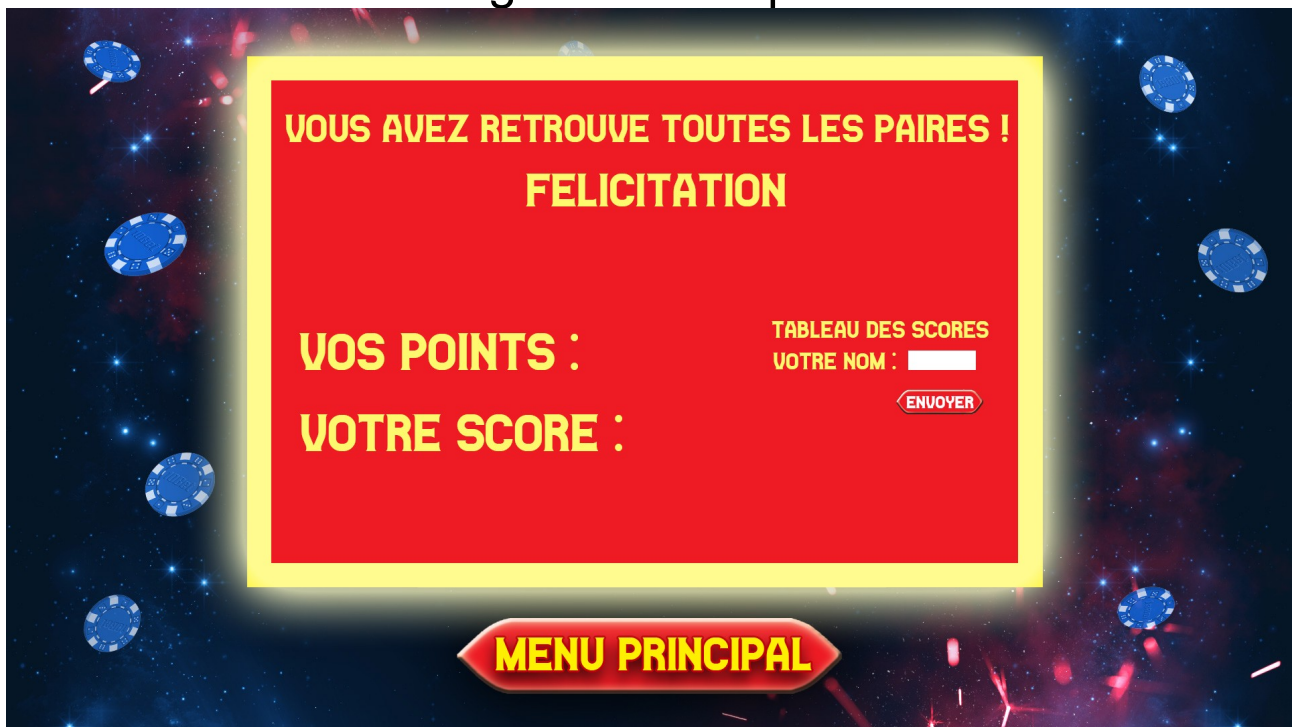 VOUS AVEZ RETROUVE TOUTES LES PAIRES !
FELICITATION
VOS POINTS :
VOTRE SCORE :
TABLEAU DES SCORES
VOTRE NOM :
ENVOYER
MENU PRINCIPAL